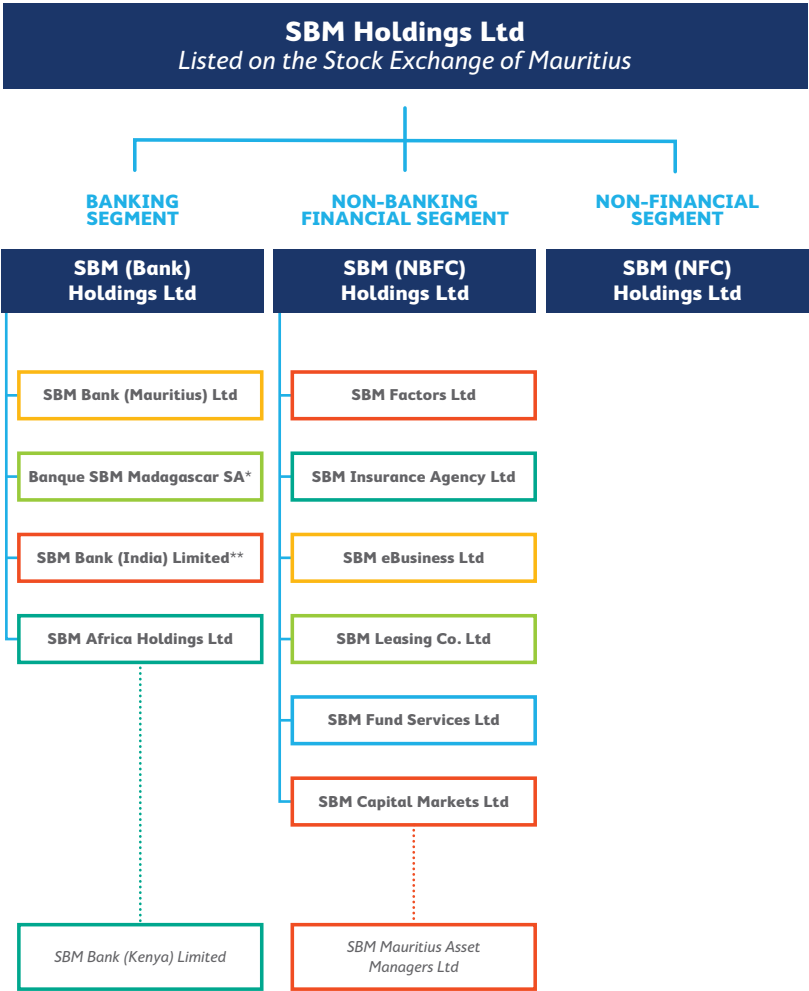 SBM Holdings Ltd
Listed on the Stock Exchange of Mauritius
BANKING
SEGMENT
NON-BANKING
FINANCIAL SEGMENT
NON-FINANCIAL
SEGMENT
SBM (Bank)
Holdings Ltd
SBM (NBFC)
Holdings Ltd
SBM (NFC)
Holdings Ltd
SBM Bank (Mauritius) Ltd
Banque SBM Madagascar SA*
SBM Bank (India) Limited**
SBM Africa Holdings Ltd
SBM Bank (Kenya) Limited
SBM Factors Ltd
SBM Insurance Agency Ltd
SBM eBusiness Ltd
SBM Leasing Co. Ltd
SBM Fund Services Ltd
SBM Capital Markets Ltd
SBM Mauritius Asset
Managers Ltd